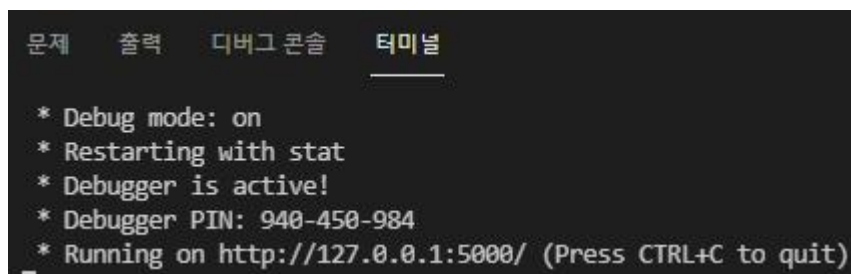 문제 출력 디버그 콘솔 터미널
* Debug mode: on
* Restarting with stat
* Debugger is active!
* Debugger PIN: 940-450-984
* Running on http://127.0.0.1:5000/ (Press CTRL+C to quit)